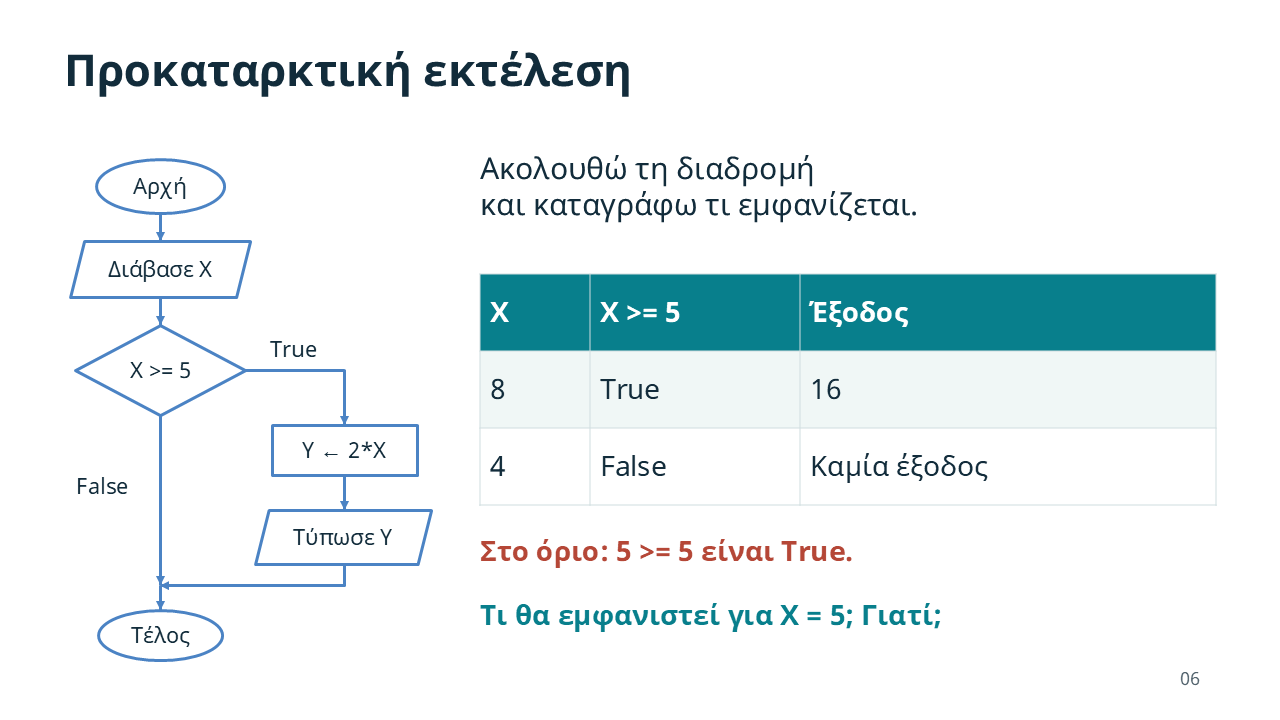 Προκαταρκτική εκτέλεση
Αρχή
Διάβασε X
X >= 5
True
False
Y ← 2*X
Τύπωσε Y
Τέλος
Ακολουθώ τη διαδρομή
και καταγράφω τι εμφανίζεται.
X X >= 5 Έξοδος
8 True 16
4 False Καμία έξοδος
Στο όριο: 5 >= 5 είναι True.
Τι θα εμφανιστεί για X = 5; Γιατί;
06